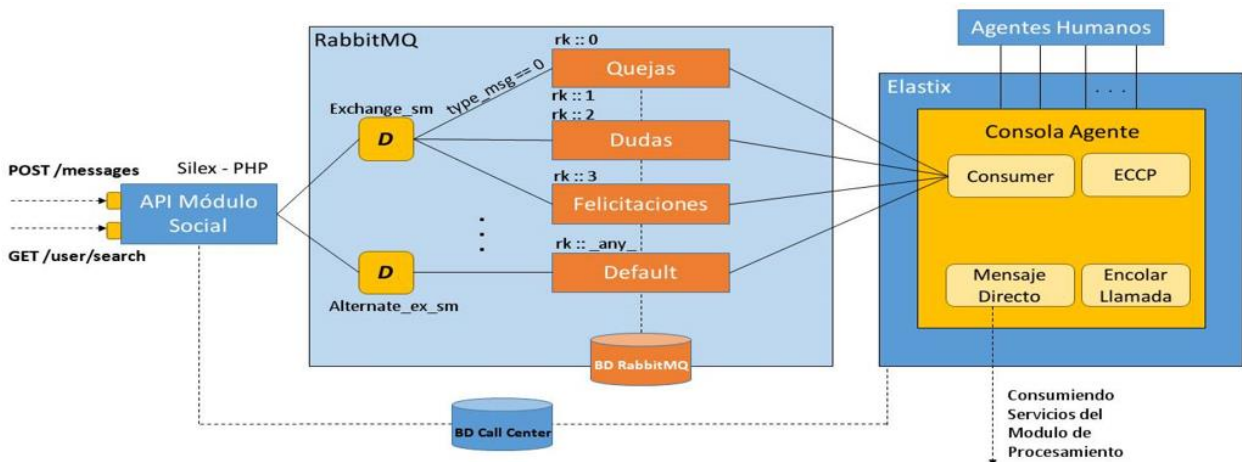 RabbitMQ
rk :: 0
Quejas
type_msg == 0
Exchange_sm
D
rk :: 1
rk :: 2
Dudas
rk :: 3
Felicitaciones
rk :: _any_
Default
D
Alternate_ex_sm
BD RabbitMQ
Silex - PHP
POST /messages
API Módulo
Social
GET /user/search
BD Call Center
Agentes Humanos
. . .
Elastix
Consola Agente
Consumer
ECCP
Mensaje
Directo
Encolar
Llamada
Consumiendo
Servicios del
Modulo de
Procesamiento